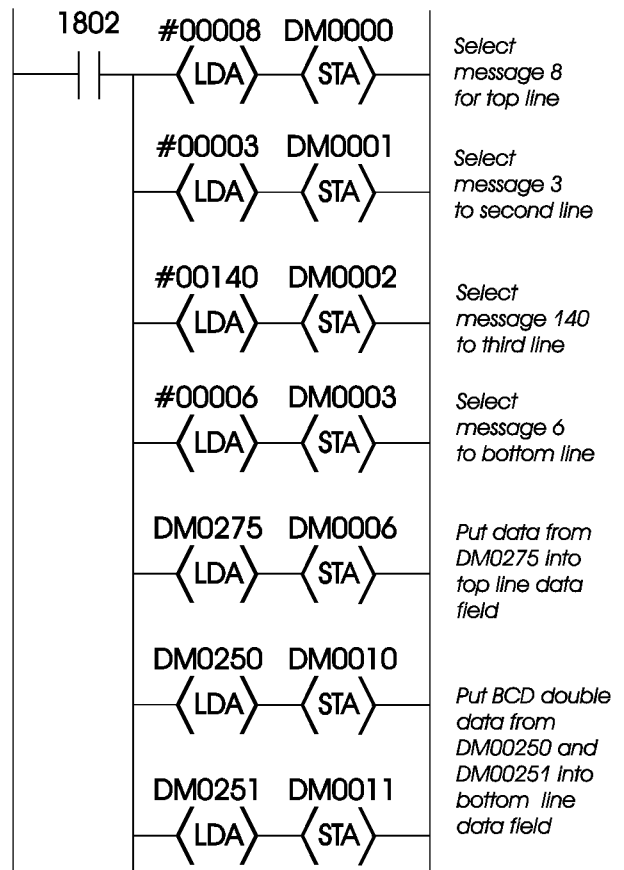 1802
#00008 DM0000
LDA STA
Select
message 8
for top line
#00003 DM0001
LDA STA
Select
message 3
to second line
#00140 DM0002
LDA STA
Select
message 140
to third line
#00006 DM0003
LDA STA
Select
message 6
to bottom line
DM0275 DM0006
LDA STA
Put data from
DM0275 into
top line data
field
DM0250 DM0010
LDA STA
Put BCD double
data from
DM00250 and
DM00251 into
bottom line
data field
DM0251 DM0011
LDA STA